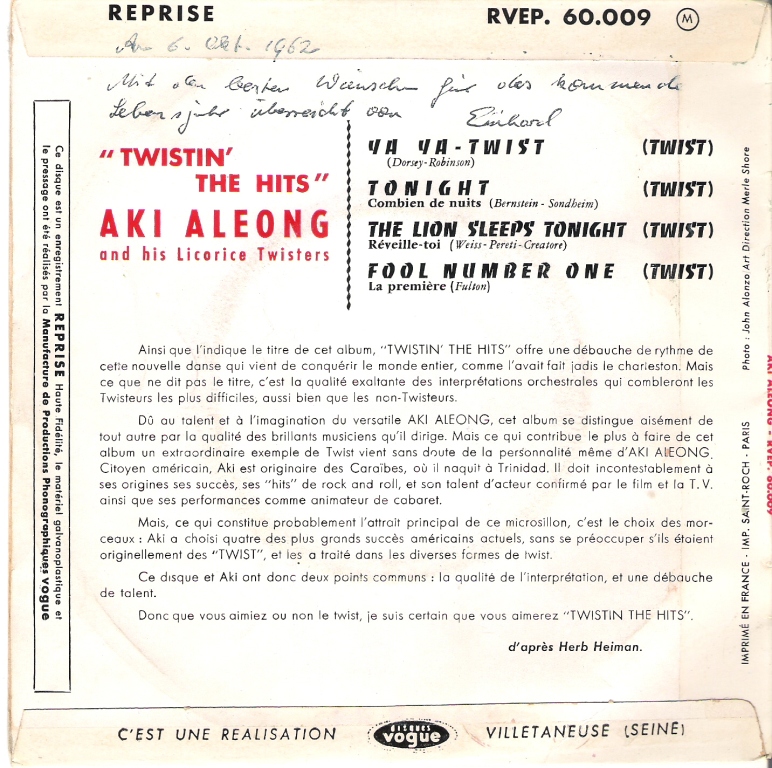 REPRISE RVEP. 60.009 M
Am 6. Okt. 1962
Mit den besten Wünschen für das kommende
Lebensjahr überreicht von Einhard
"TWISTIN'
THE HITS"
AKI ALEONG
and his Licorice Twisters
YA YA - TWIST (TWIST)
(Dorsey-Robinson)
TONIGHT (TWIST)
Combien de nuits (Bernstein - Sondheim)
THE LION SLEEPS TONIGHT (TWIST)
Réveille-toi (Weiss - Pereti - Creatore)
FOOL NUMBER ONE (TWIST)
La première (Fulton)
Ce disque est un enregistrement REPRISE Haute Fidélité, le matériel galvanoplastique et
le pressage ont été réalisés par la Manufacture de Productions Phonographiques Vogue
Ainsi que l'indique le titre de cet album, "TWISTIN' THE HITS" offre une débauche de rythme de
cette nouvelle danse qui vient de conquérir le monde entier, comme l'avait fait jadis le charleston. Mais
ce que ne dit pas le titre, c'est la qualité exaltante des interprétations orchestrales qui combleront les
Twisteurs les plus difficiles, aussi bien que les non-Twisteurs.
Dû au talent et à l'imagination du versatile AKI ALEONG, cet album se distingue aisément de
tout autre par la qualité des brillants musiciens qu'il dirige. Mais ce qui contribue le plus à faire de cet
album un extraordinaire exemple de Twist vient sans doute de la personnalité même d'AKI ALEONG.
Citoyen américain, Aki est originaire des Caraïbes, où il naquit à Trinidad. Il doit incontestablement à
ses origines ses succès, ses "hits" de rock and roll, et son talent d'acteur confirmé par le film et la T.V.
ainsi que ses performances comme animateur de cabaret.
Mais, ce qui constitue probablement l'attrait principal de ce microsillon, c'est le choix des mor-
ceaux : Aki a choisi quatre des plus grands succès américains actuels, sans se préoccuper s'ils étaient
originellement des "TWIST", et les a traité dans les diverses formes de twist.
Ce disque et Aki ont donc deux points communs : la qualité de l'interprétation, et une débauche
de talent.
Donc que vous aimiez ou non le twist, je suis certain que vous aimerez "TWISTIN THE HITS".
d'après Herb Heiman.
Photo : John Alonzo Art Direction Merle Shore
IMPRIMÉ EN FRANCE - IMP. SAINT-ROCH - PARIS
AKI ALEONG - RVEP. 60.009
C'EST UNE REALISATION DISQUES vogue VILLETANEUSE (SEINE)